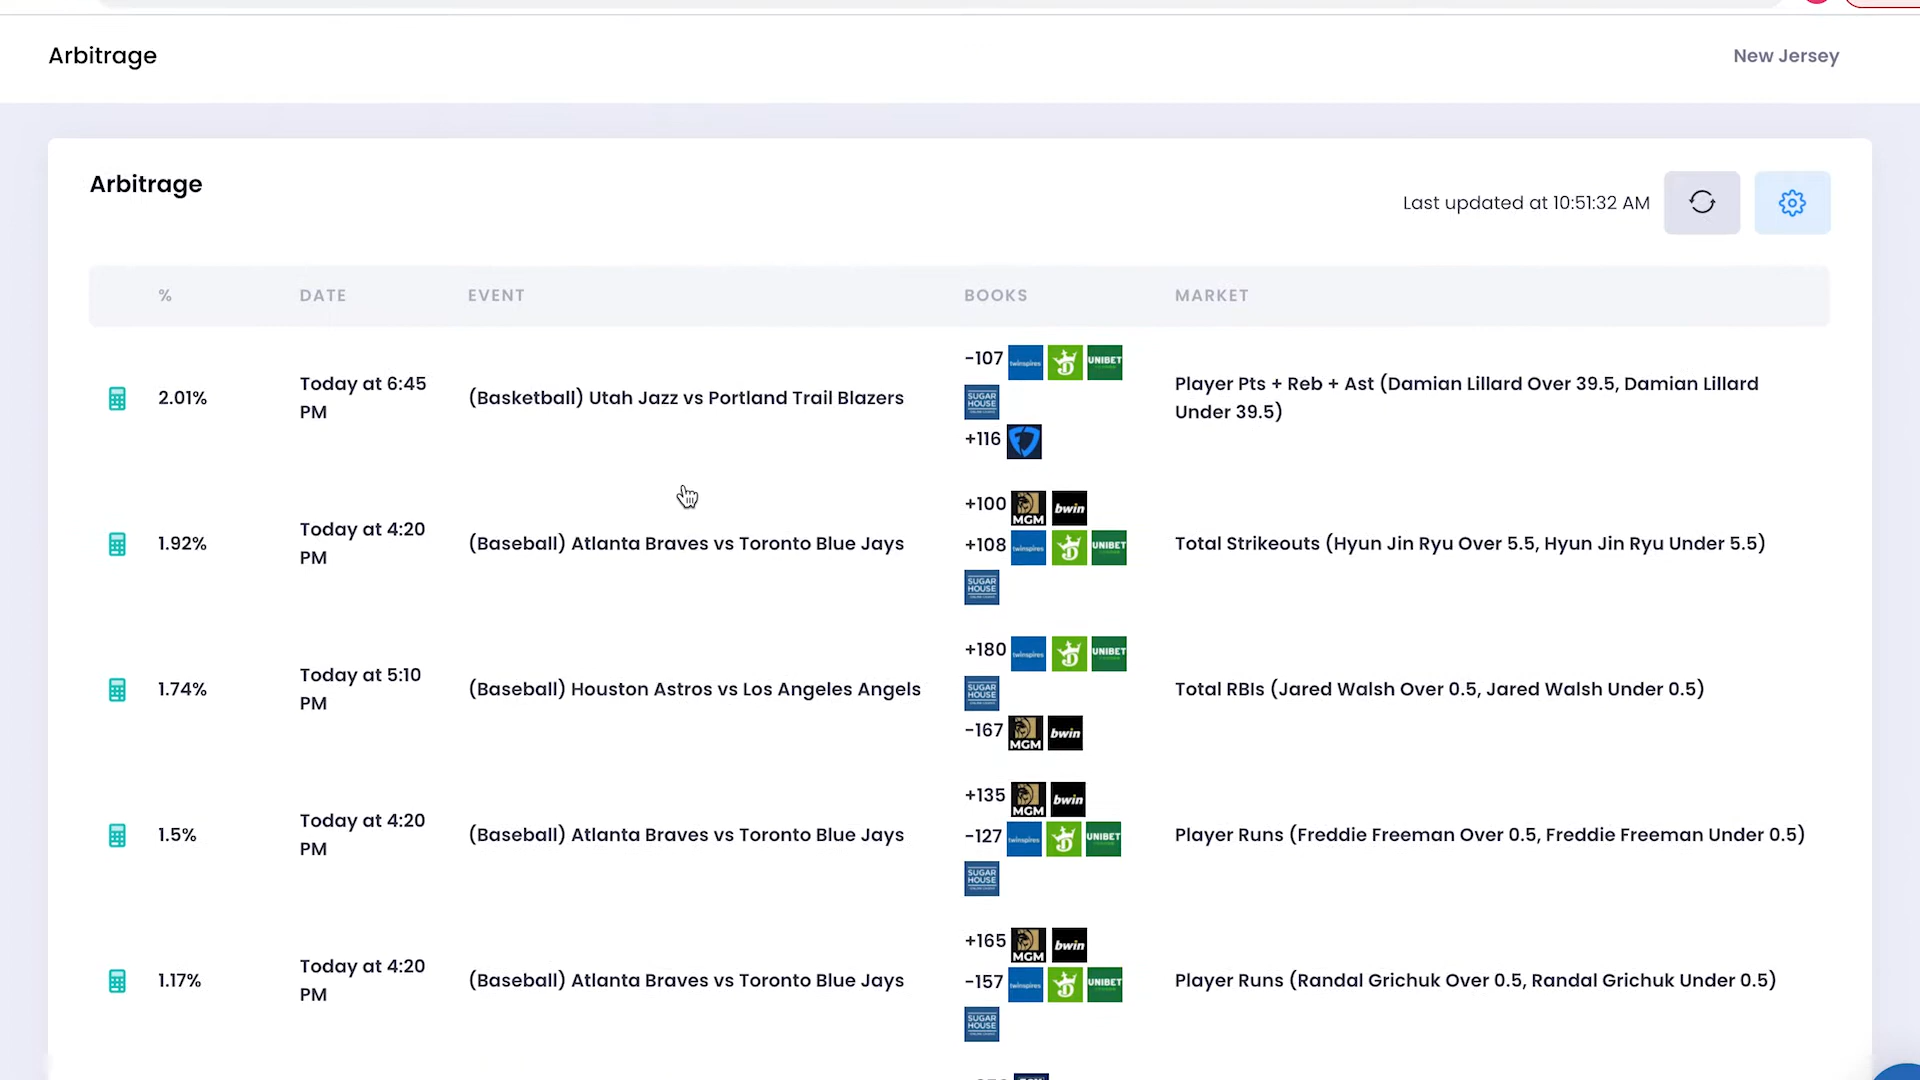 Arbitrage
New Jersey
Arbitrage
Last updated at 10:51:32 AM
% DATE EVENT BOOKS MARKET
2.01%
Today at 6:45
PM
(Basketball) Utah Jazz vs Portland Trail Blazers
-107 twinspires UNIBET
SUGAR
HOUSE
+116
Player Pts + Reb + Ast (Damian Lillard Over 39.5, Damian Lillard
Under 39.5)
1.92%
Today at 4:20
PM
(Baseball) Atlanta Braves vs Toronto Blue Jays
+100 MGM bwin
+108 twinspires UNIBET
SUGAR
HOUSE
Total Strikeouts (Hyun Jin Ryu Over 5.5, Hyun Jin Ryu Under 5.5)
1.74%
Today at 5:10
PM
(Baseball) Houston Astros vs Los Angeles Angels
+180 twinspires UNIBET
SUGAR
HOUSE
-167 MGM bwin
Total RBIs (Jared Walsh Over 0.5, Jared Walsh Under 0.5)
1.5%
Today at 4:20
PM
(Baseball) Atlanta Braves vs Toronto Blue Jays
+135 MGM bwin
-127 twinspires UNIBET
SUGAR
HOUSE
Player Runs (Freddie Freeman Over 0.5, Freddie Freeman Under 0.5)
1.17%
Today at 4:20
PM
(Baseball) Atlanta Braves vs Toronto Blue Jays
+165 MGM bwin
-157 twinspires UNIBET
SUGAR
HOUSE
Player Runs (Randal Grichuk Over 0.5, Randal Grichuk Under 0.5)